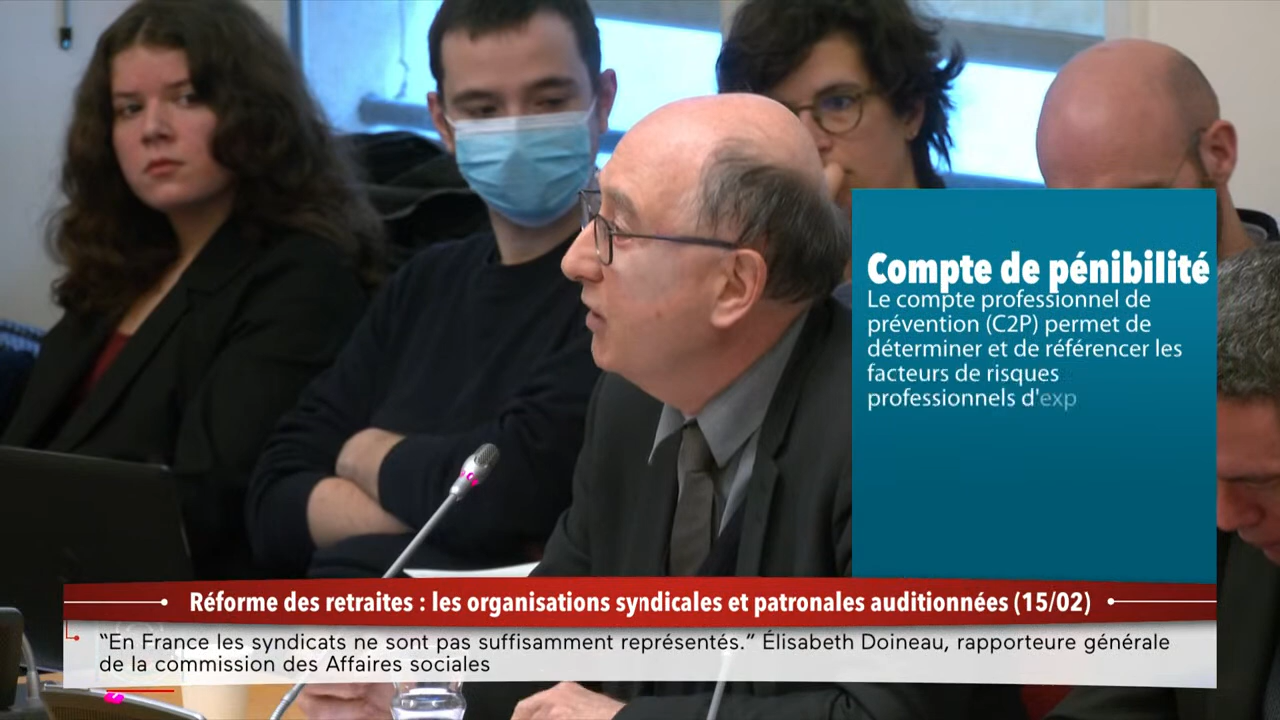 Compte de pénibilité
Le compte professionnel de
prévention (C2P) permet de
déterminer et de référencer les
facteurs de risques
professionnels d'exp
Réforme des retraites : les organisations syndicales et patronales auditionnées (15/02)
“En France les syndicats ne sont pas suffisamment représentés.” Élisabeth Doineau, rapporteure générale
de la commission des Affaires sociales